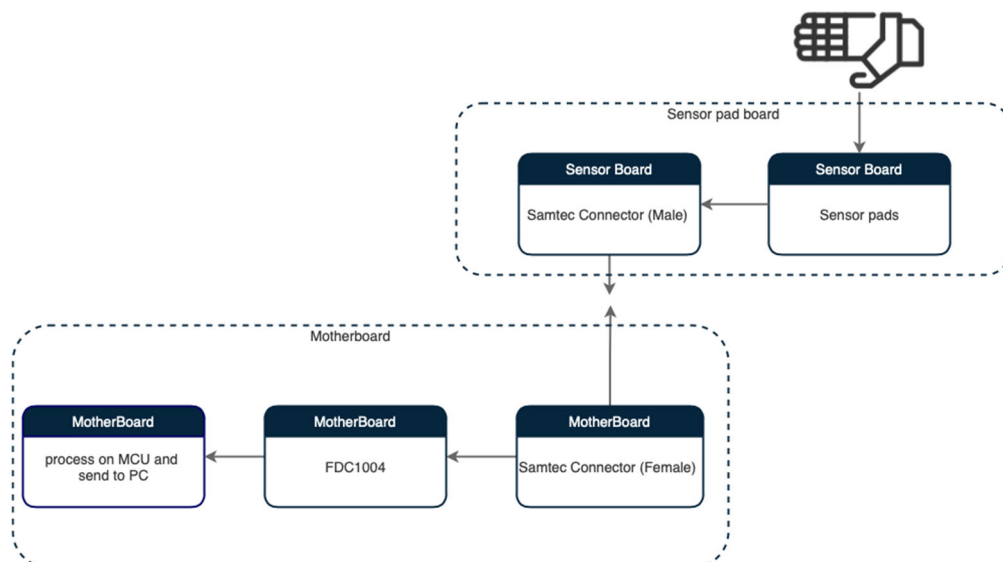 Sensor pad board
Sensor Board
Samtec Connector (Male)
Sensor Board
Sensor pads
Motherboard
MotherBoard
process on MCU and
send to PC
MotherBoard
FDC1004
MotherBoard
Samtec Connector (Female)